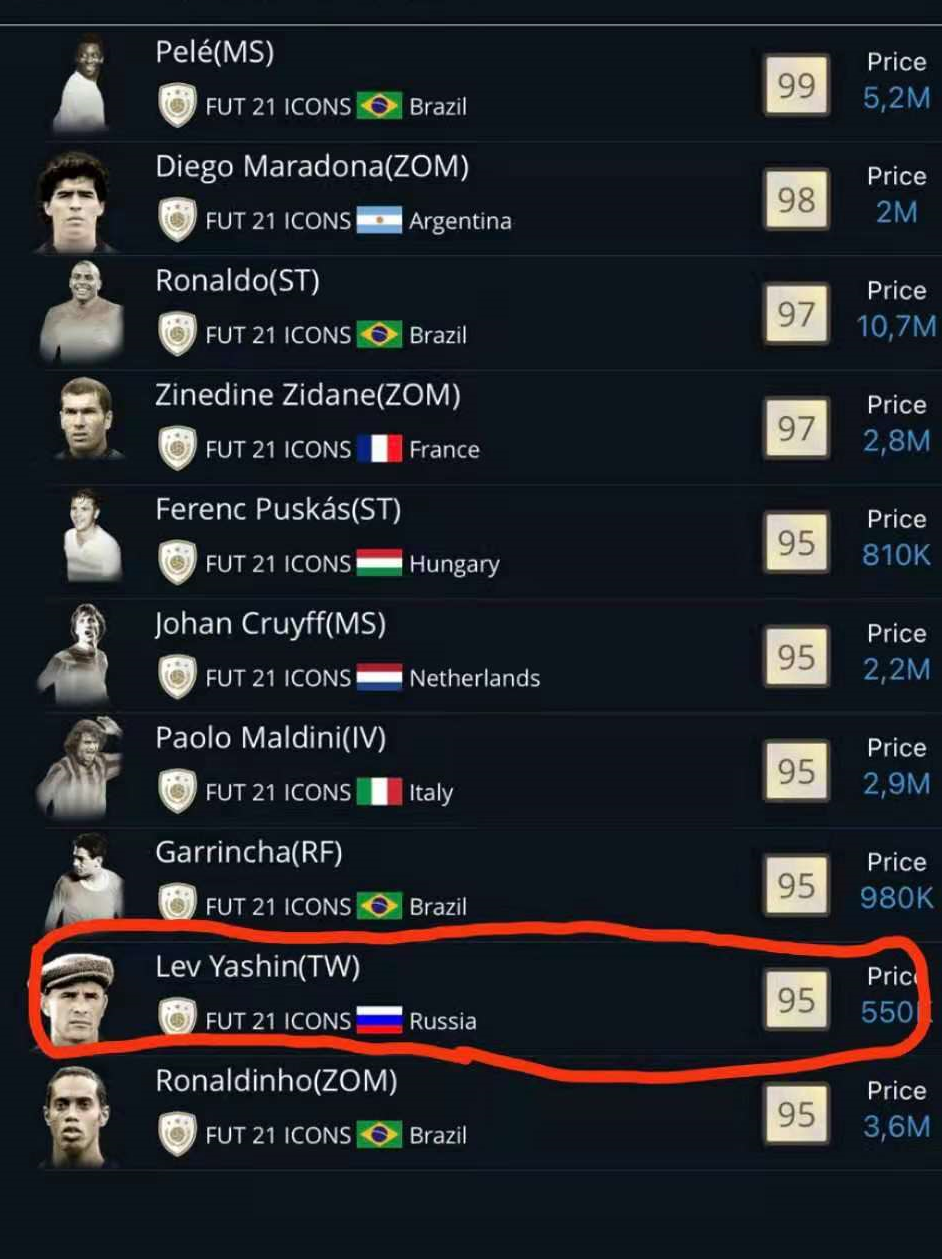 Pelé(MS)
FUT 21 ICONS Brazil
99
Price
5,2M
Diego Maradona(ZOM)
FUT 21 ICONS Argentina
98
Price
2M
Ronaldo(ST)
FUT 21 ICONS Brazil
97
Price
10,7M
Zinedine Zidane(ZOM)
FUT 21 ICONS France
97
Price
2,8M
Ferenc Puskás(ST)
FUT 21 ICONS Hungary
95
Price
810K
Johan Cruyff(MS)
FUT 21 ICONS Netherlands
95
Price
2,2M
Paolo Maldini(IV)
FUT 21 ICONS Italy
95
Price
2,9M
Garrincha(RF)
FUT 21 ICONS Brazil
95
Price
980K
Lev Yashin(TW)
FUT 21 ICONS Russia
95
Price
550K
Ronaldinho(ZOM)
FUT 21 ICONS Brazil
95
Price
3,6M